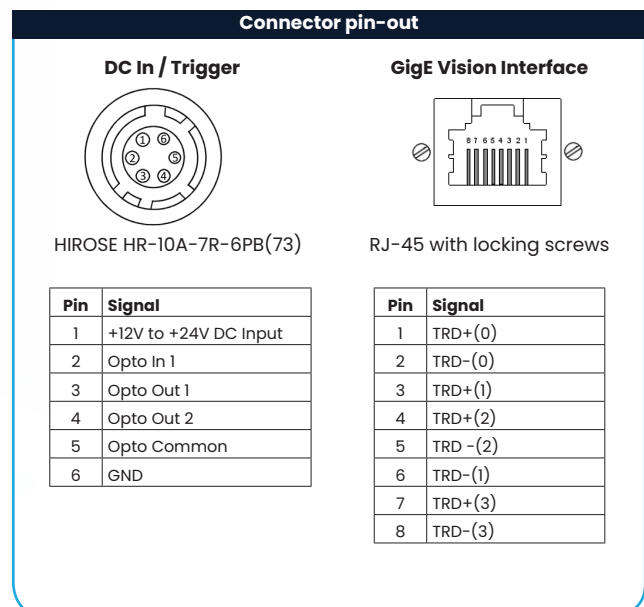 Connector pin-out
DC In / Trigger
1 6
2 5
3 4
HIROSE HR-10A-7R-6PB(73)
Pin Signal
1 +12V to +24V DC Input
2 Opto In 1
3 Opto Out 1
4 Opto Out 2
5 Opto Common
6 GND
GigE Vision Interface
8 7 6 5 4 3 2 1
RJ-45 with locking screws
Pin Signal
1 TRD+(0)
2 TRD-(0)
3 TRD+(1)
4 TRD+(2)
5 TRD -(2)
6 TRD-(1)
7 TRD+(3)
8 TRD-(3)